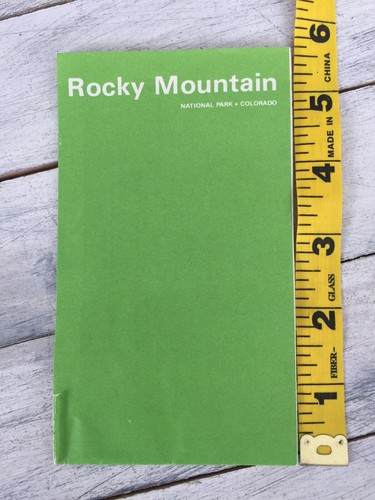 Rocky Mountain
NATIONAL PARK • COLORADO
6
CHINA
5
MADE IN
4
3
GLASS
2
FIBER-
1